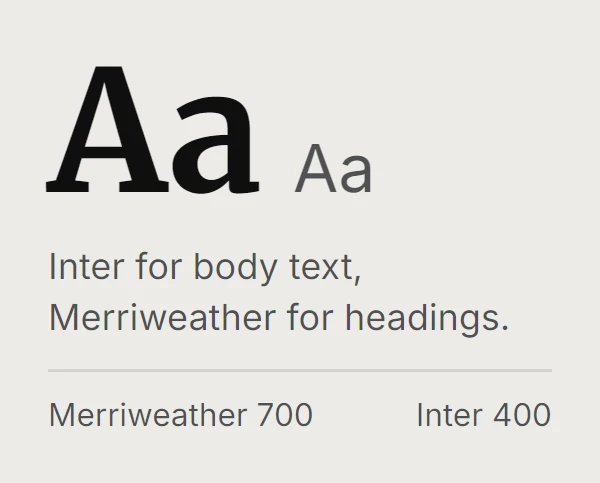 Aa Aa
Inter for body text,
Merriweather for headings.
Merriweather 700 Inter 400